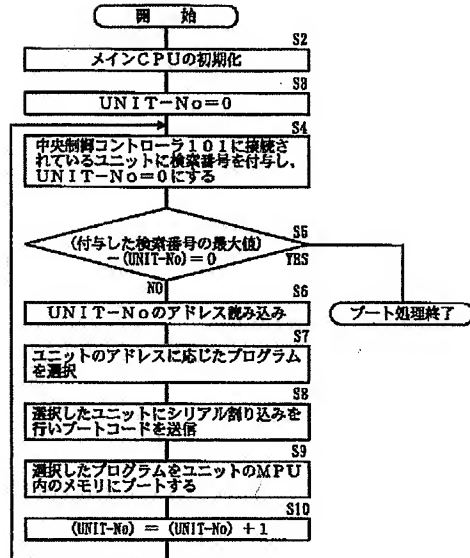 開 始
S2
メインCPUの初期化
S3
UNIT-No=0
S4
中央制御コントローラ101に接続さ
れているユニットに検索番号を付与し、
UNIT-No=0にする
S5
(付与した検索番号の最大値)
-(UNIT-No)=0
YES
NO
S6
UNIT-Noのアドレス読み込み
ブート処理終了
S7
ユニットのアドレスに応じたプログラム
を選択
S8
選択したユニットにシリアル割り込みを
行いブートコードを送信
S9
選択したプログラムをユニットのMPU
内のメモリにブートする
S10
(UNIT-No) = (UNIT-No) +1